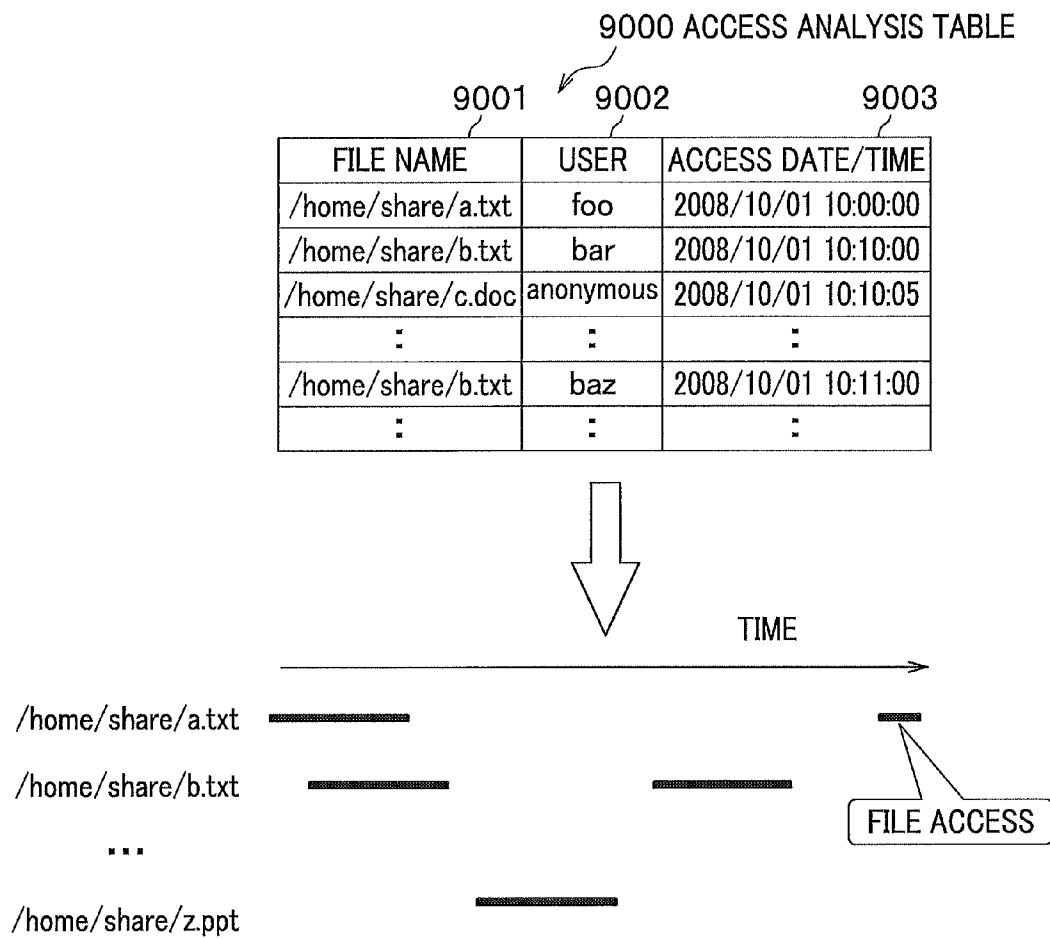 9000 ACCESS ANALYSIS TABLE
9001 9002 9003
FILE NAME USER ACCESS DATE/TIME
/home/share/a.txt foo 2008/10/01 10:00:00
/home/share/b.txt bar 2008/10/01 10:10:00
/home/share/c.doc anonymous 2008/10/01 10:10:05
: : :
/home/share/b.txt baz 2008/10/01 10:11:00
: : :
TIME
/home/share/a.txt
/home/share/b.txt
FILE ACCESS
...
/home/share/z.ppt